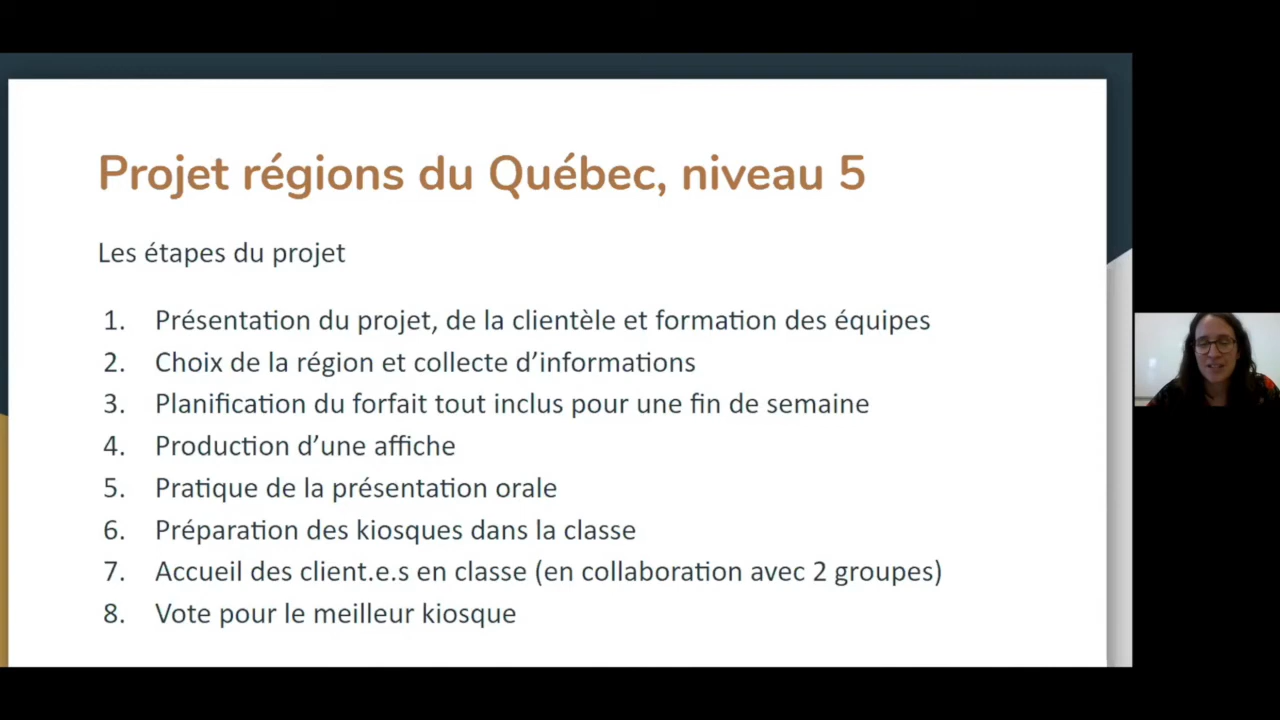 Projet régions du Québec, niveau 5
Les étapes du projet
1. Présentation du projet, de la clientèle et formation des équipes
2. Choix de la région et collecte d’informations
3. Planification du forfait tout inclus pour une fin de semaine
4. Production d’une affiche
5. Pratique de la présentation orale
6. Préparation des kiosques dans la classe
7. Accueil des client.e.s en classe (en collaboration avec 2 groupes)
8. Vote pour le meilleur kiosque